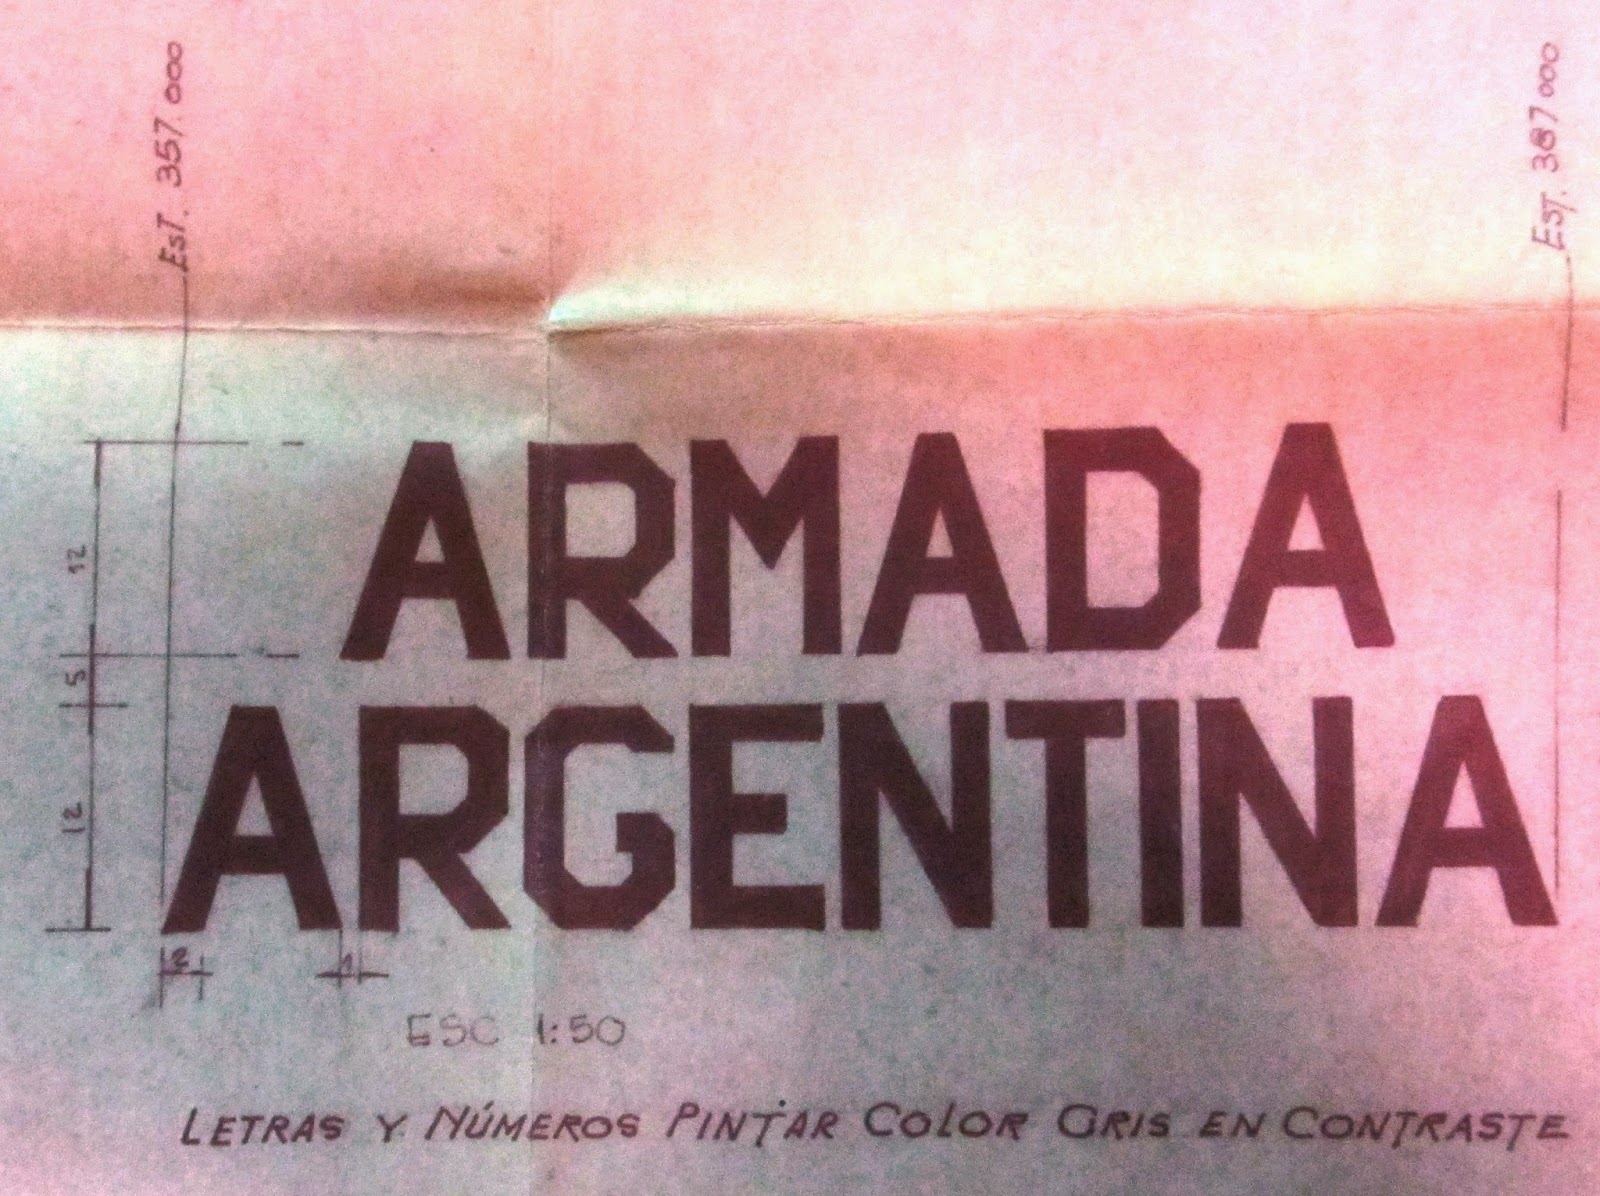 EST. 357.000
EST. 387.000
12
ARMADA
5
ARGENTINA
12
2
1
ESC 1:50
LETRAS Y NÚMEROS PINTAR COLOR GRIS EN CONTRASTE